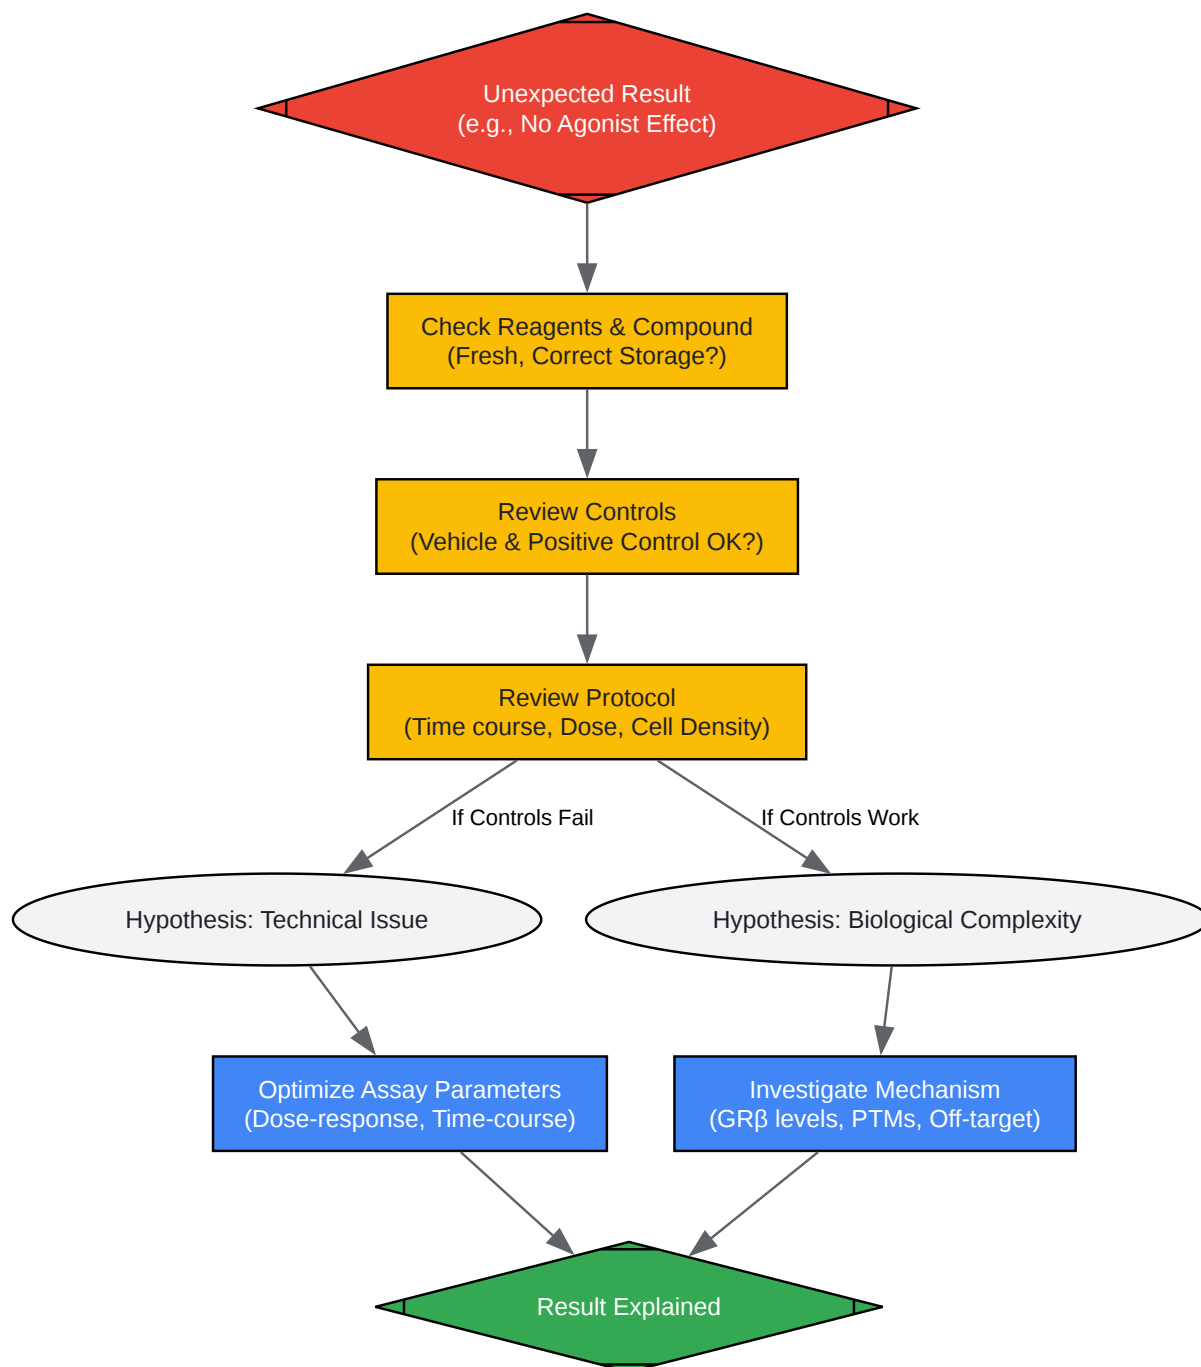 Unexpected Result
(e.g., No Agonist Effect)
Check Reagents & Compound
(Fresh, Correct Storage?)
Review Controls
(Vehicle & Positive Control OK?)
Review Protocol
(Time course, Dose, Cell Density)
If Controls Fail
If Controls Work
Hypothesis: Technical Issue
Hypothesis: Biological Complexity
Optimize Assay Parameters
(Dose-response, Time-course)
Investigate Mechanism
(GRβ levels, PTMs, Off-target)
Result Explained